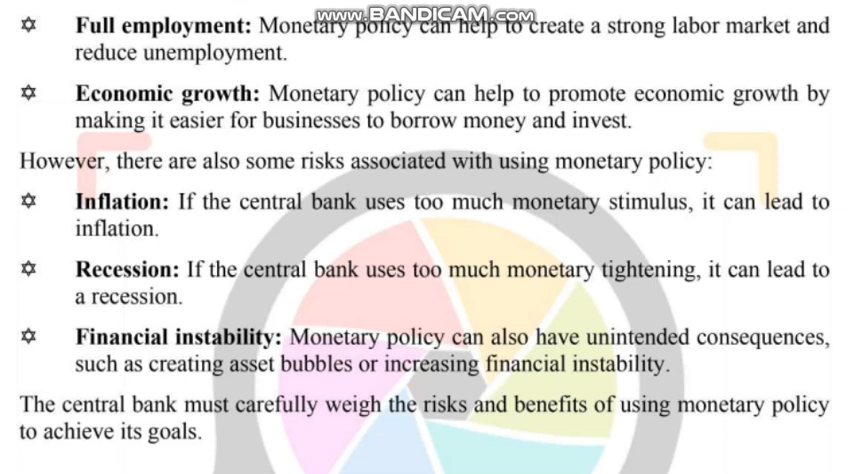 www.BANDICAM.com
✡ Full employment: Monetary policy can help to create a strong labor market and
reduce unemployment.
✡ Economic growth: Monetary policy can help to promote economic growth by
making it easier for businesses to borrow money and invest.
However, there are also some risks associated with using monetary policy:
✡ Inflation: If the central bank uses too much monetary stimulus, it can lead to
inflation.
✡ Recession: If the central bank uses too much monetary tightening, it can lead to
a recession.
✡ Financial instability: Monetary policy can also have unintended consequences,
such as creating asset bubbles or increasing financial instability.
The central bank must carefully weigh the risks and benefits of using monetary policy
to achieve its goals.